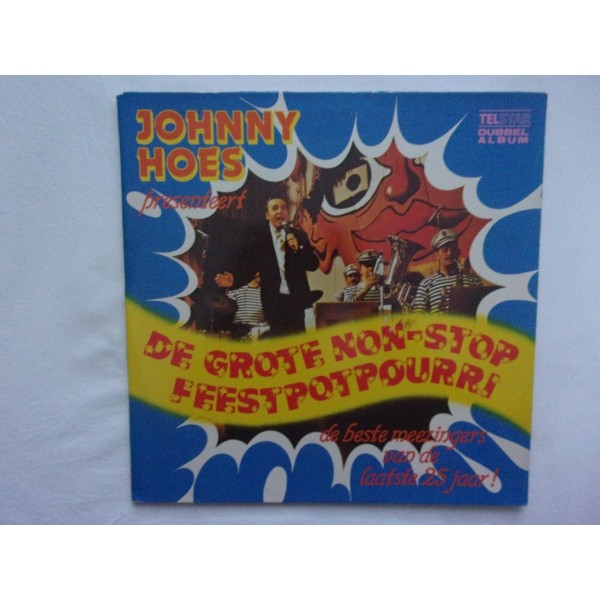 JOHNNY
HOES
presenteert
TELSTAR
DUBBEL
ALBUM
DE GROTE NON-STOP
FEESTPOTPOURRI
de beste meezingers
van de
laatste 25 jaar!